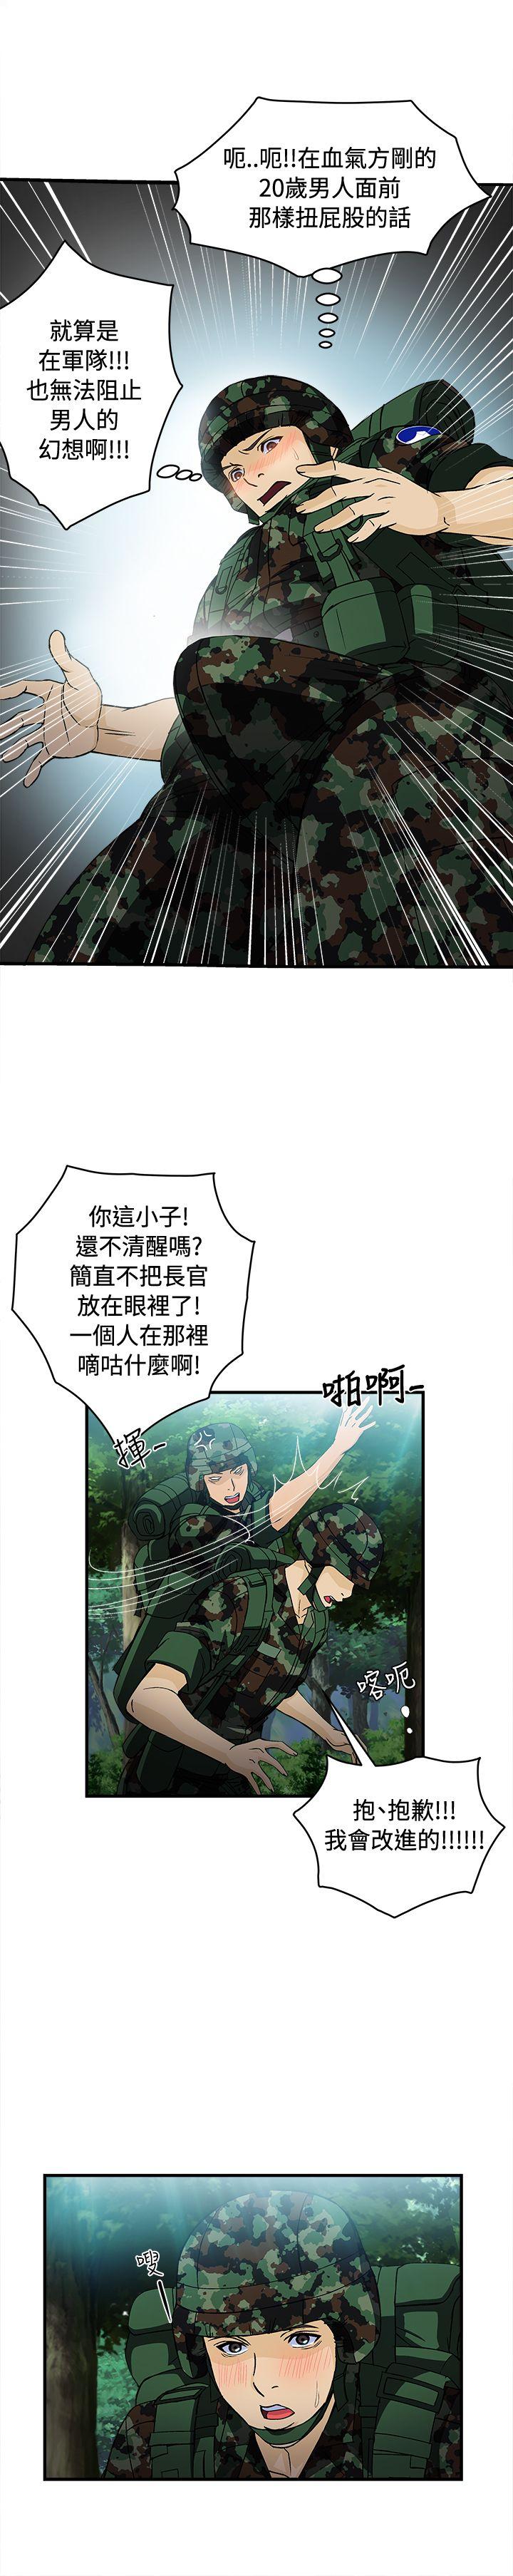 呃..呃!!在血氣方剛的
20歲男人面前
那樣扭屁股的話
就算是
在軍隊!!!
也無法阻止
男人的
幻想啊!!!
你這小子!
還不清醒嗎?
簡直不把長官
放在眼裡了!
一個人在那裡
嘀咕什麼啊!
啪啊-
揮-
喀呃
抱、抱歉!!!
我會改進的!!!!!!
嗖